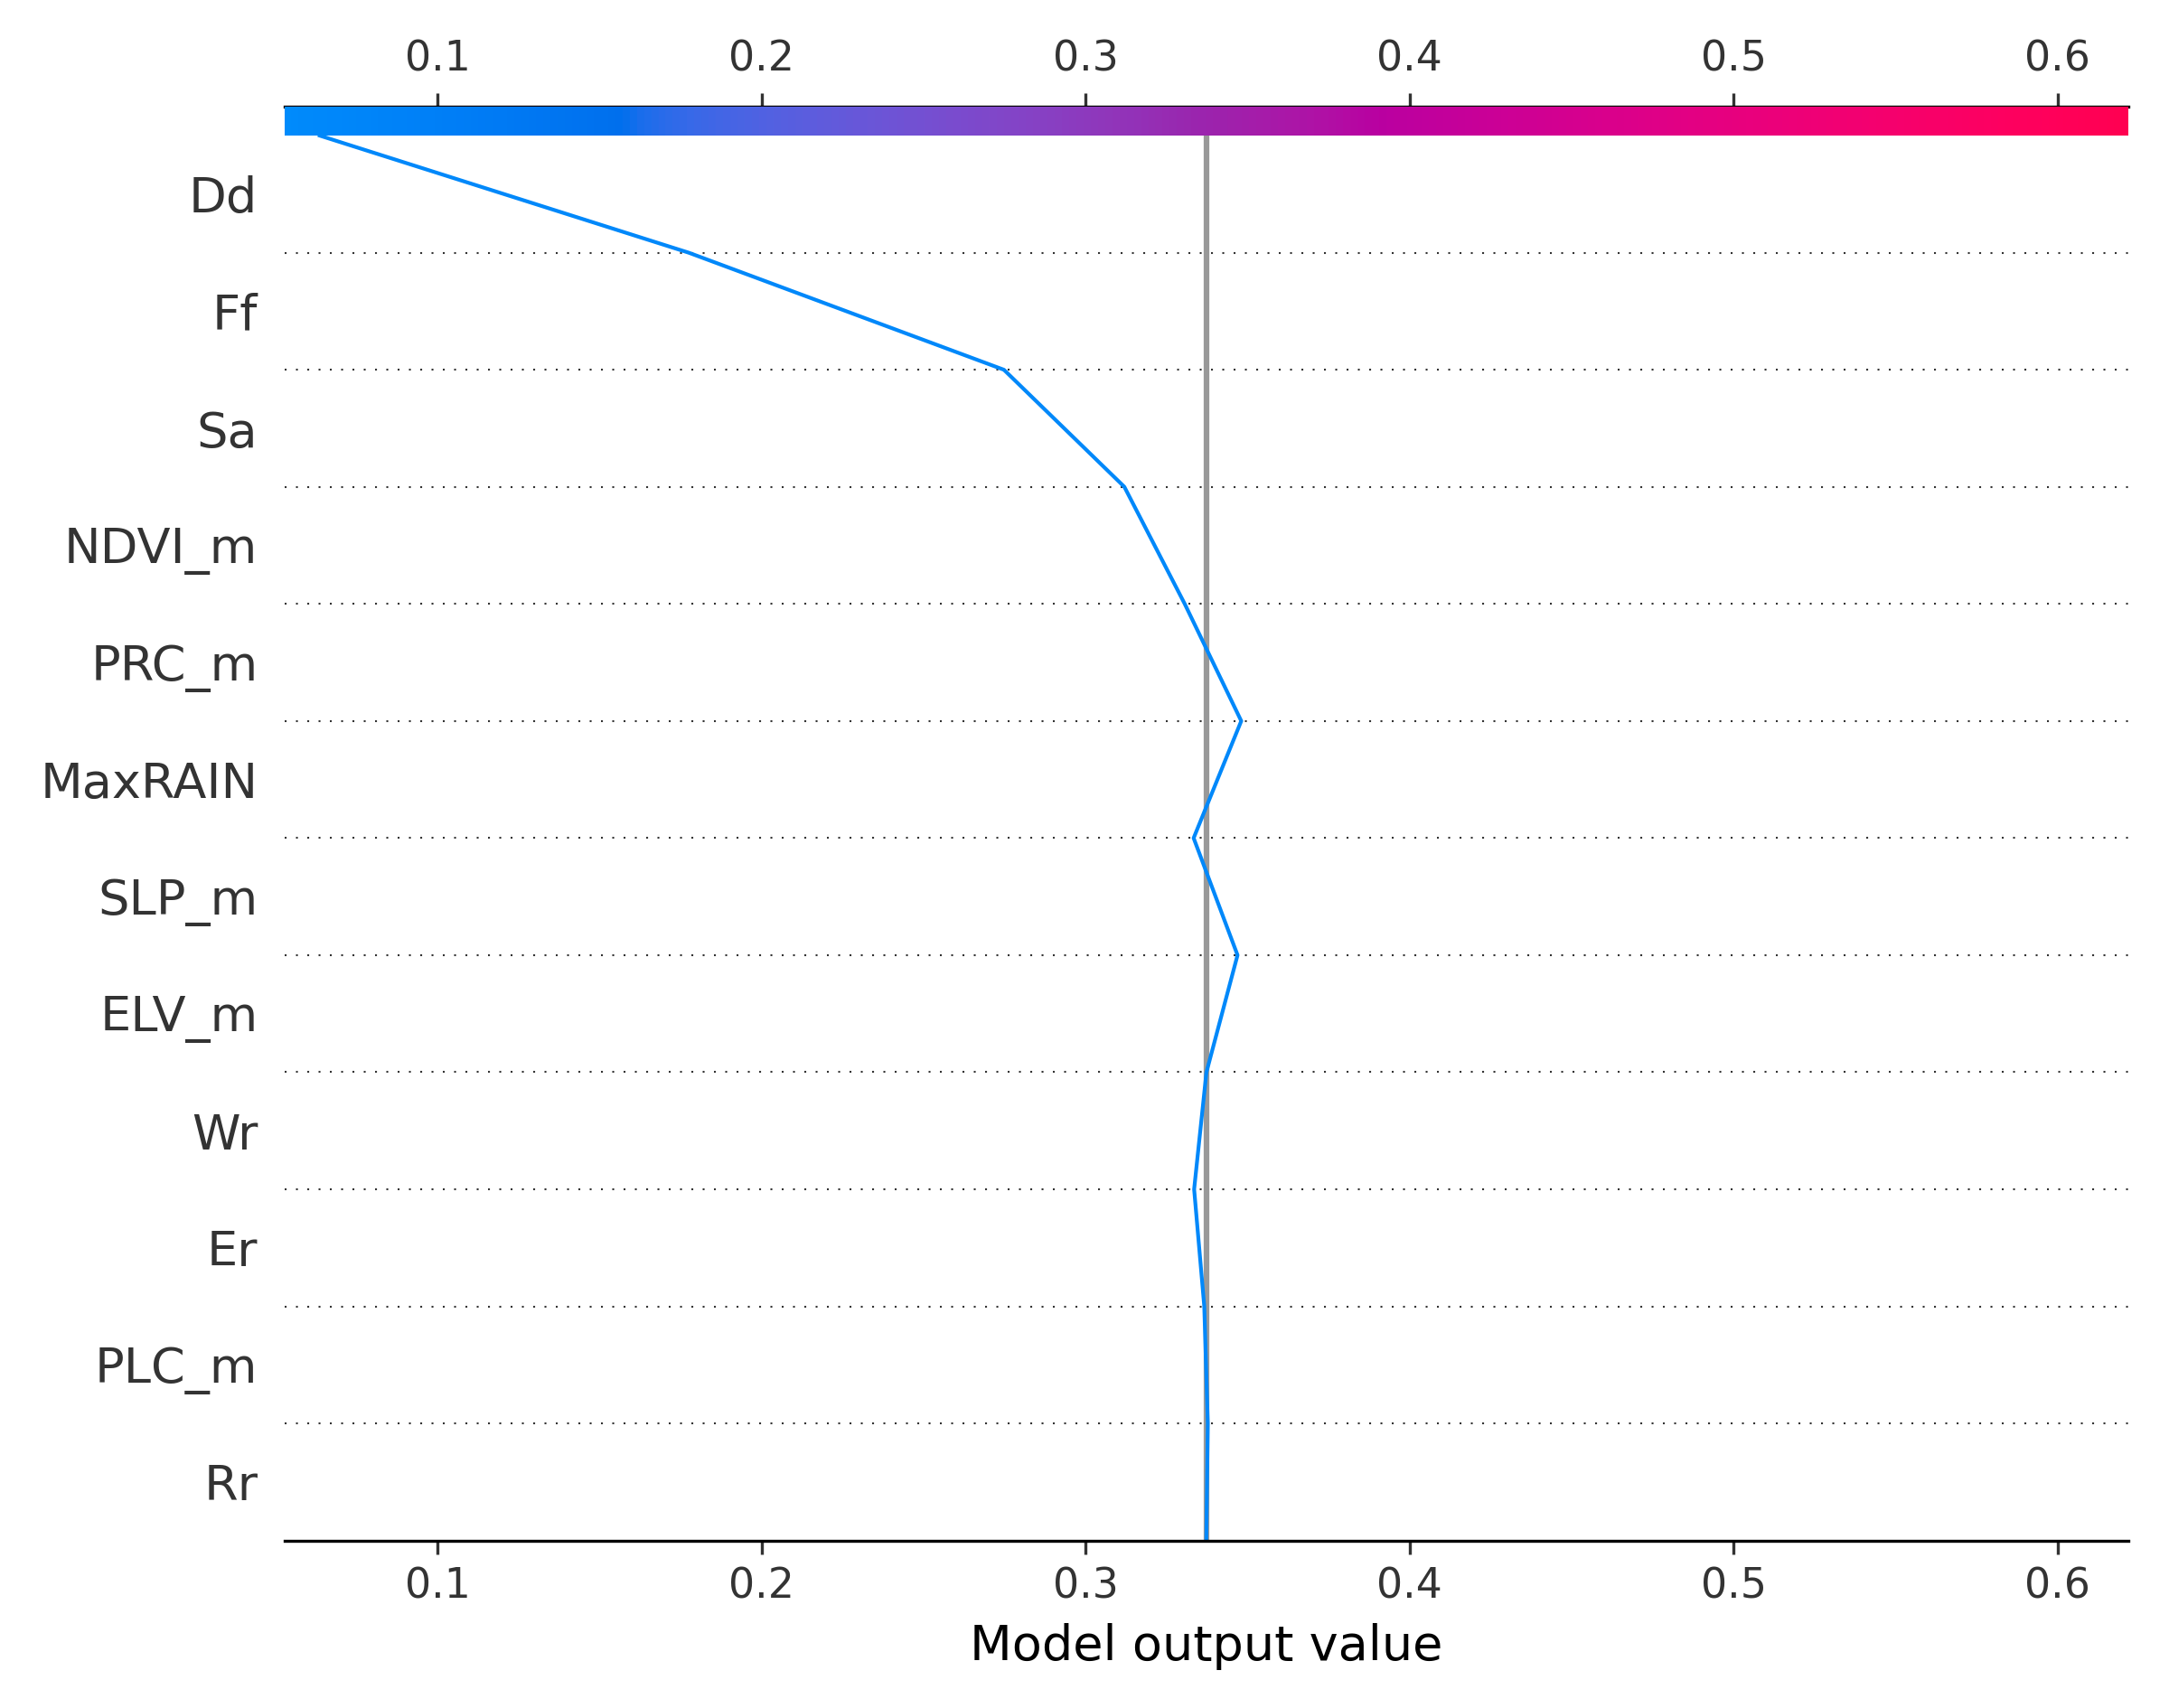 0.1 0.2 0.3 0.4 0.5 0.6
Dd
Ff
Sa
NDVI_m
PRC_m
MaxRAIN
SLP_m
ELV_m
Wr
Er
PLC_m
Rr
0.1 0.2 0.3 0.4 0.5 0.6
Model output value